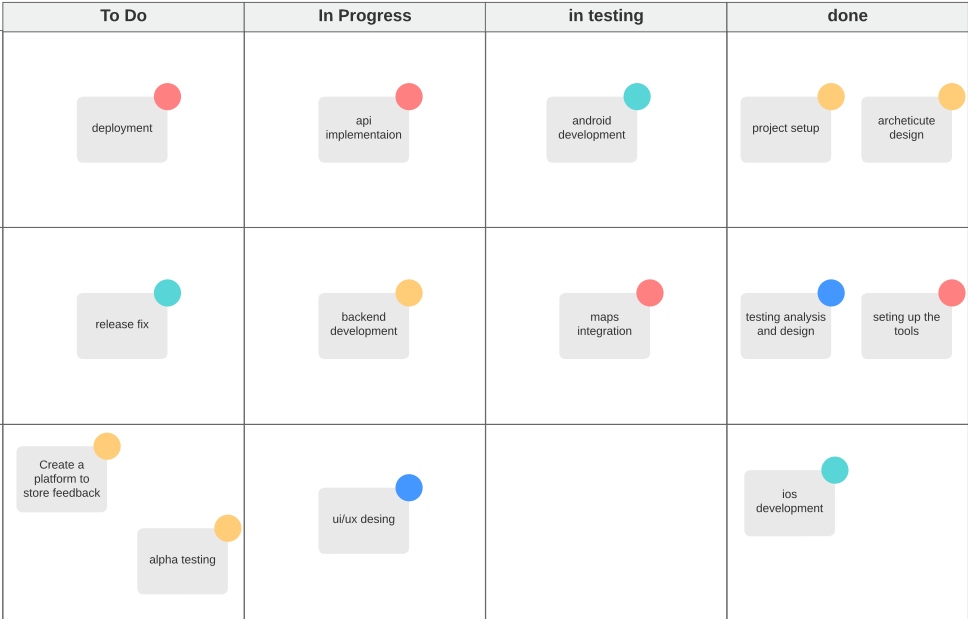 To Do
In Progress
in testing
done
deployment
api
implementaion
android
development
project setup
archeticute
design
release fix
backend
development
maps
integration
testing analysis
and design
seting up the
tools
Create a
platform to
store feedback
alpha testing
ui/ux desing
ios
development